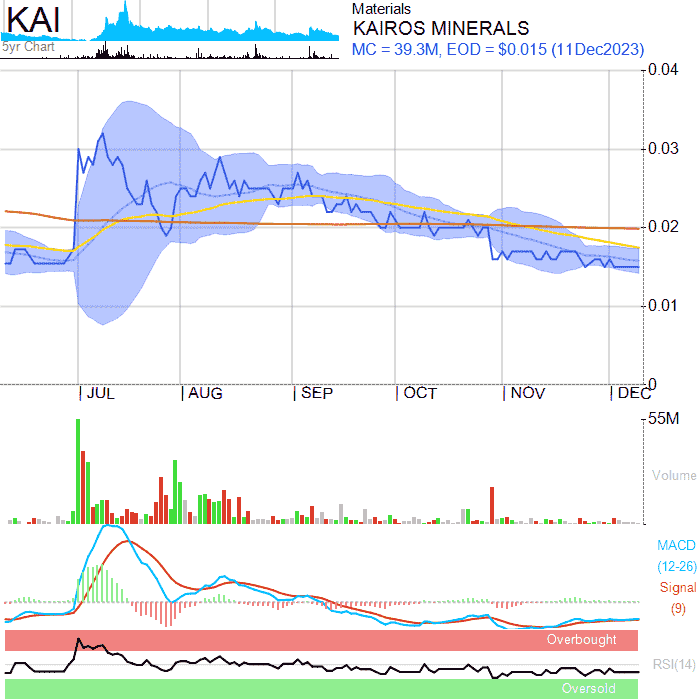 KAI
5yr Chart
Materials
KAIROS MINERALS
MC = 39.3M, EOD = $0.015 (11Dec2023)
0.04
0.03
0.02
0.01
0
| JUL | AUG | SEP | OCT | NOV | DEC
55M
Volume
MACD
(12-26)
Signal
(9)
Overbought
RSI(14)
Oversold